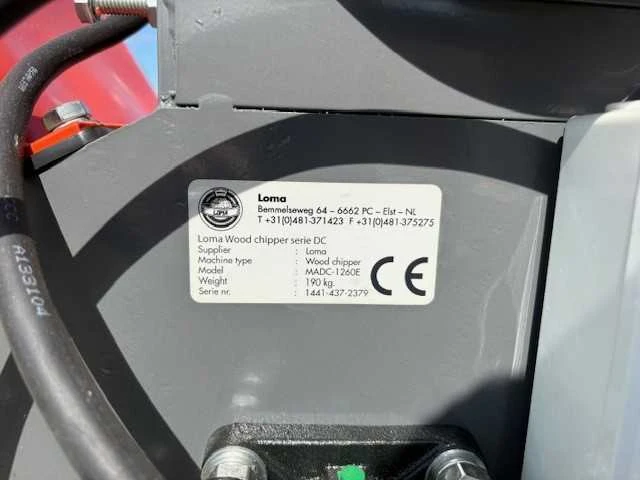 Loma
Bemmelseweg 64 – 6662 PC – Elst – NL
T +31(0)481-371423 F +31(0)481-375275
LOMA
Loma Wood chipper serie DC
Supplier : Loma
Machine type : Wood chipper
Model : MADC-1260E
Weight : 190 kg.
Serie nr. : 1441-437-2379
CE
A133104